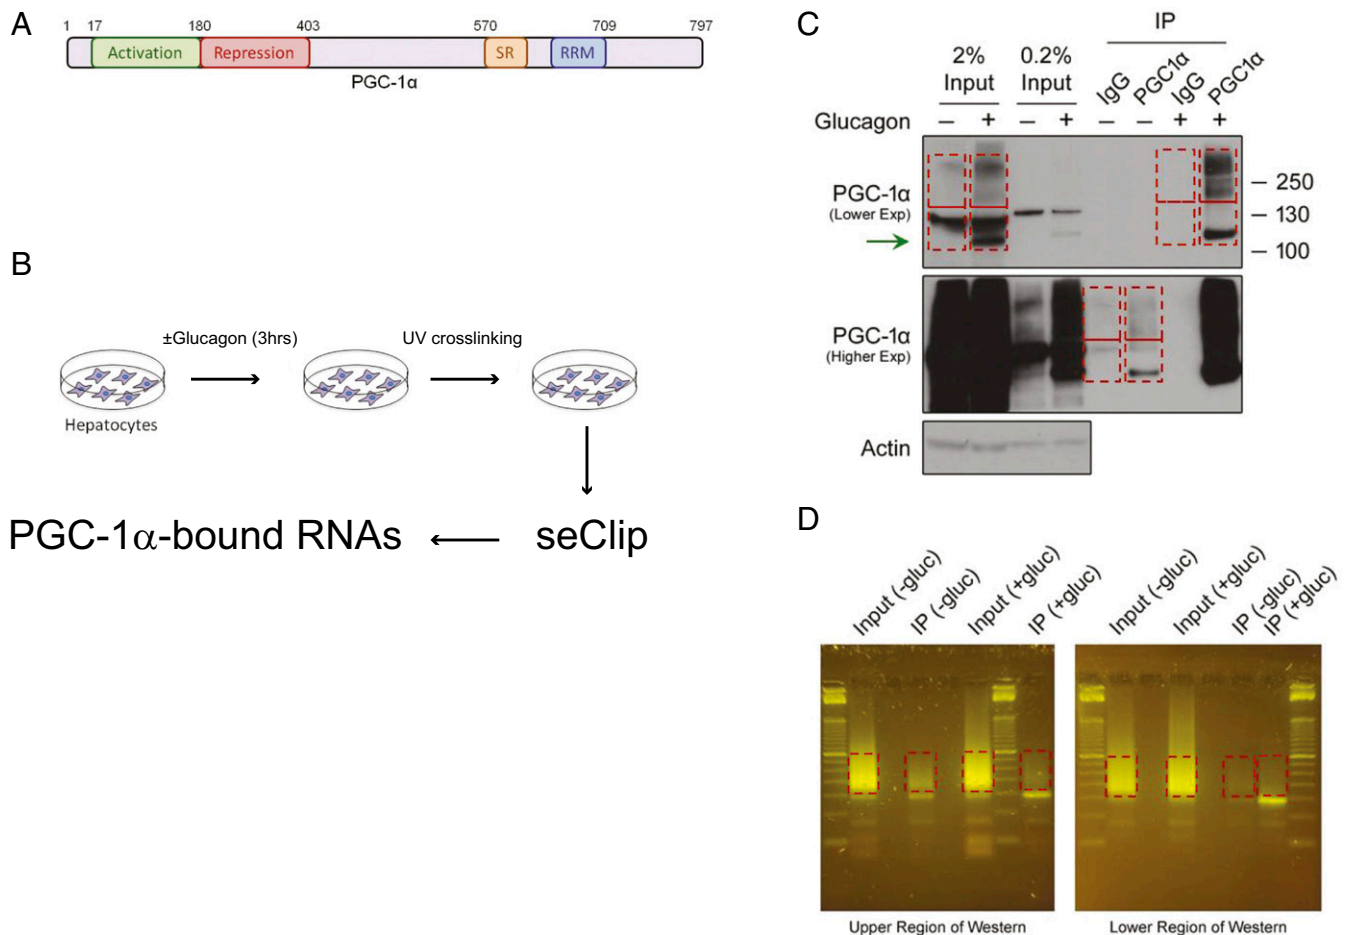 A
1 17 180 403 570 709 797
Activation Repression SR RRM
PGC-1α
B
±Glucagon (3hrs) UV crosslinking
Hepatocytes
PGC-1α-bound RNAs seClip
C
IP
2% Input 0.2% Input IgG PGC1α IgG PGC1α
Glucagon – + – + – – + +
PGC-1α
(Lower Exp)
– 250
– 130
– 100
PGC-1α
(Higher Exp)
Actin
D
Input (-gluc) IP (-gluc) Input (+gluc) IP (+gluc) Input (-gluc) Input (+gluc) IP (-gluc) IP (+gluc)
Upper Region of Western Lower Region of Western